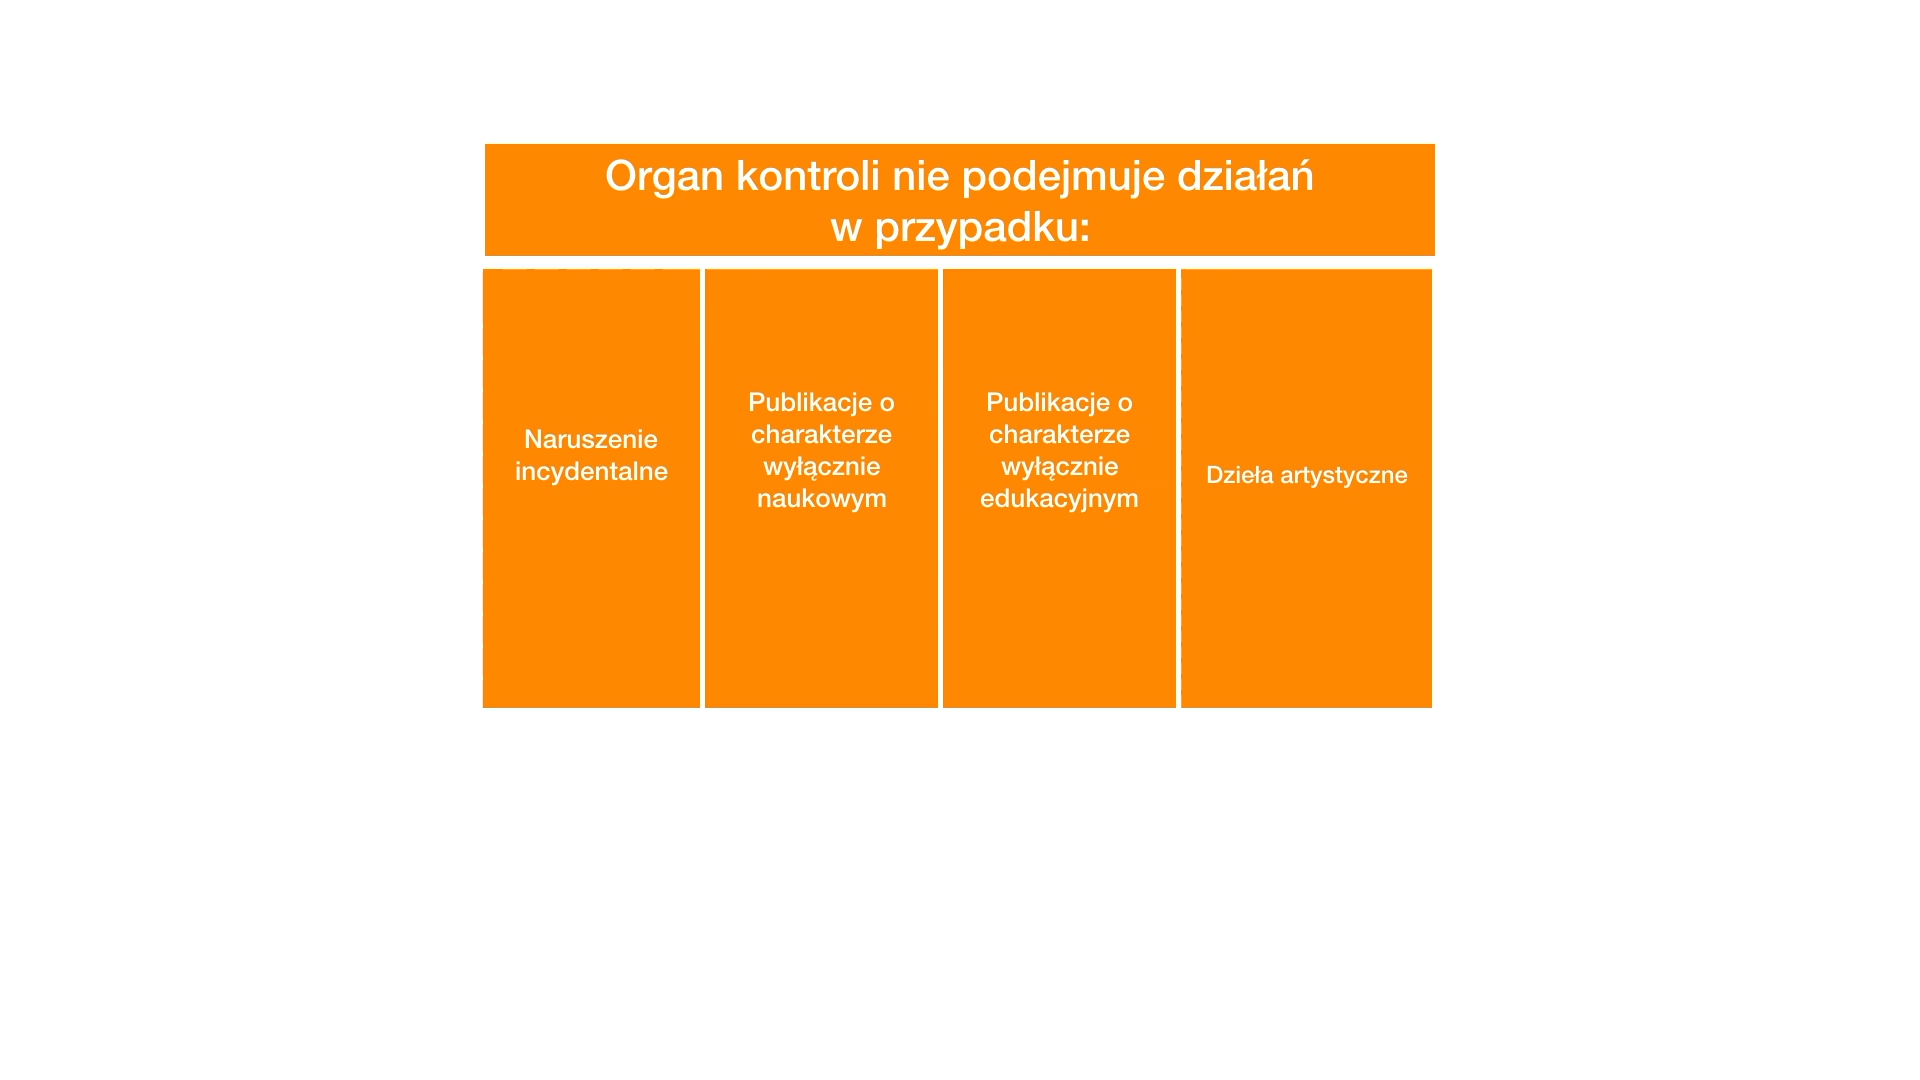 Organ kontroli nie podejmuje działań
w przypadku:
Naruszenie
incydentalne
Publikacje o
charakterze
wyłącznie
naukowym
Publikacje o
charakterze
wyłącznie
edukacyjnym
Dzieła artystyczne